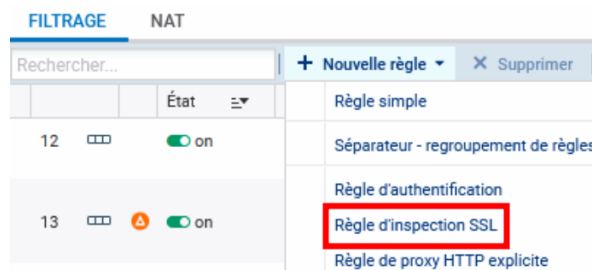 FILTRAGE NAT
Rechercher... + Nouvelle règle Supprimer
État Règle simple
12 on Séparateur - regroupement de règles
Règle d'authentification
13 on Règle d'inspection SSL
Règle de proxy HTTP explicite